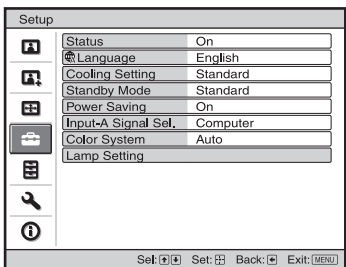 Setup
Status On
Language English
Cooling Setting Standard
Standby Mode Standard
Power Saving On
Input-A Signal Sel. Computer
Color System Auto
Lamp Setting
Sel: Set: Back: Exit: MENU